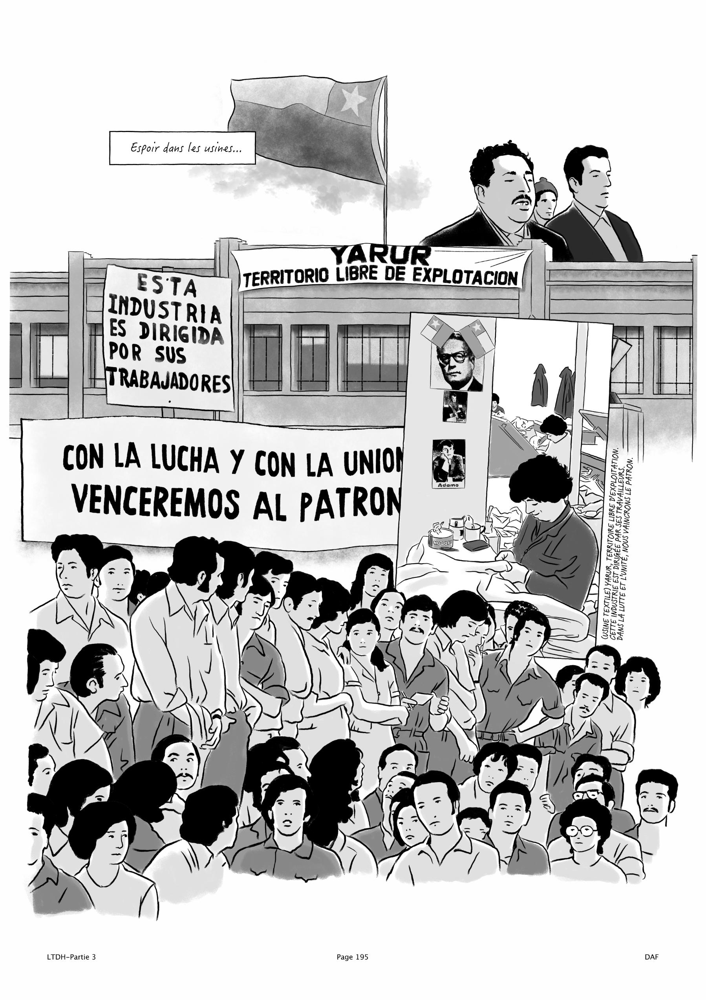 Espoir dans les usines...
YARUR
TERRITORIO LIBRE DE EXPLOTACION
ESTA
INDUSTRIA
ES DIRIGIDA
POR SUS
TRABAJADORES
CON LA LUCHA Y CON LA UNION
VENCEREMOS AL PATRON
Adamo
NUGGET
(USINE TEXTILE) YARUR, TERRITOIRE LIBRE D'EXPLOITATION.
CETTE INDUSTRIE EST DIRIGÉE PAR SES TRAVAILLEURS.
DANS LA LUTTE ET L'UNITÉ, NOUS VAINCRONS LE PATRON.
LTDH-Partie 3
Page 195
DAF